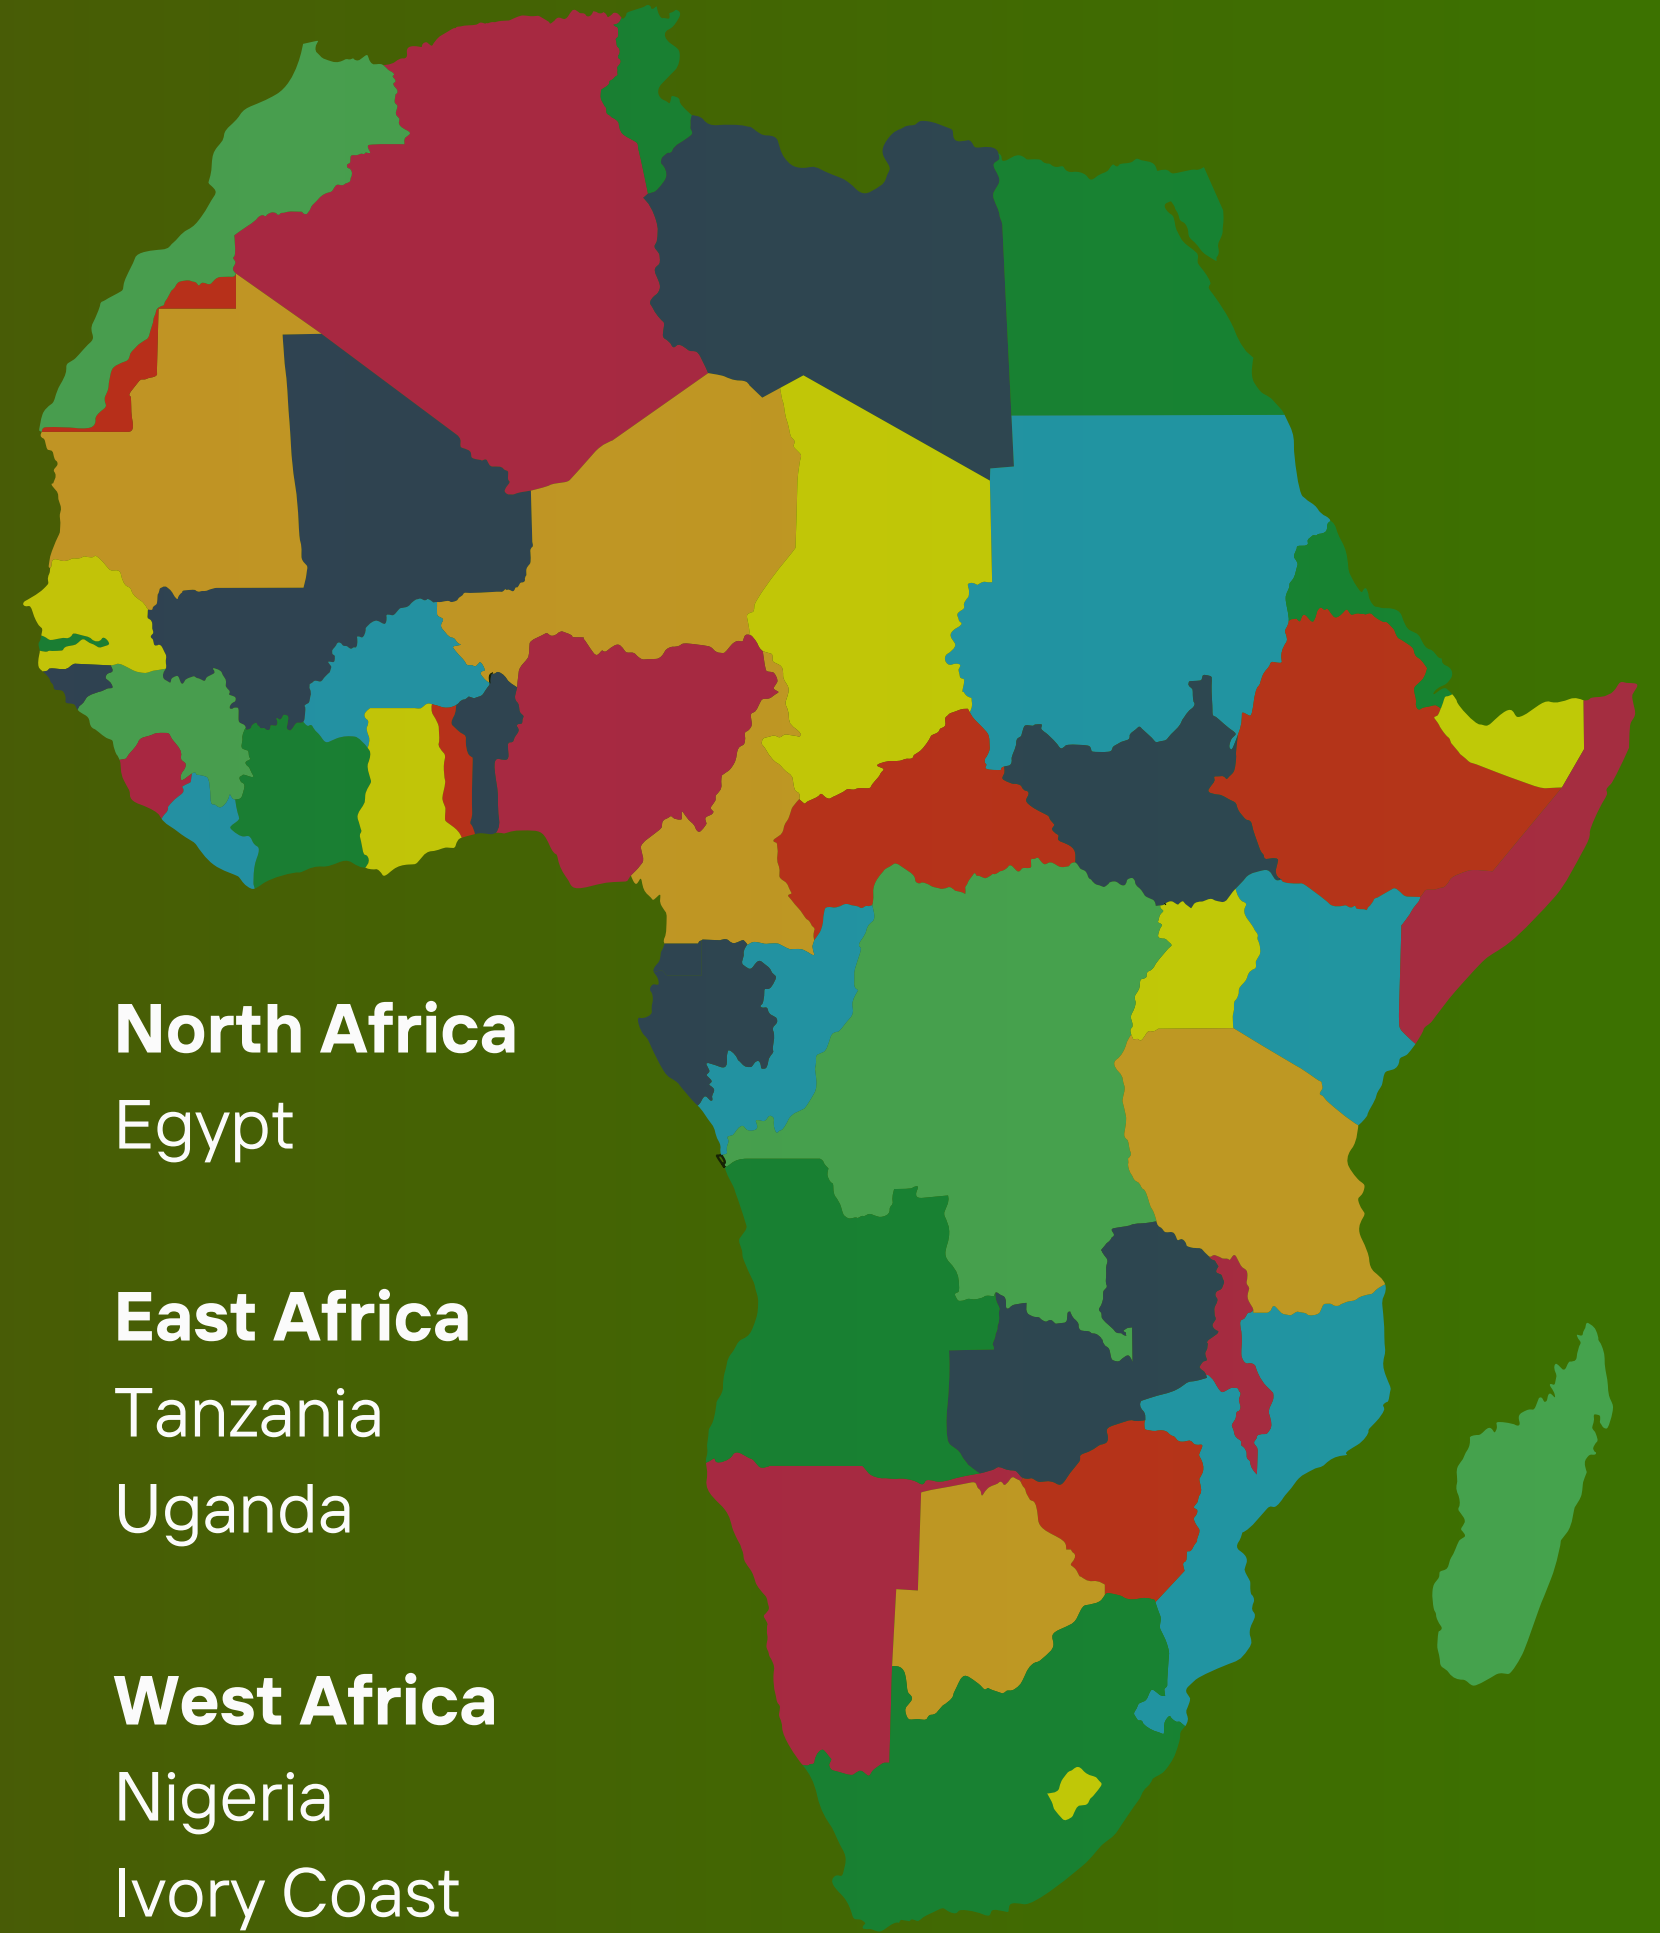 North Africa
Egypt
East Africa
Tanzania
Uganda
West Africa
Nigeria
Ivory Coast